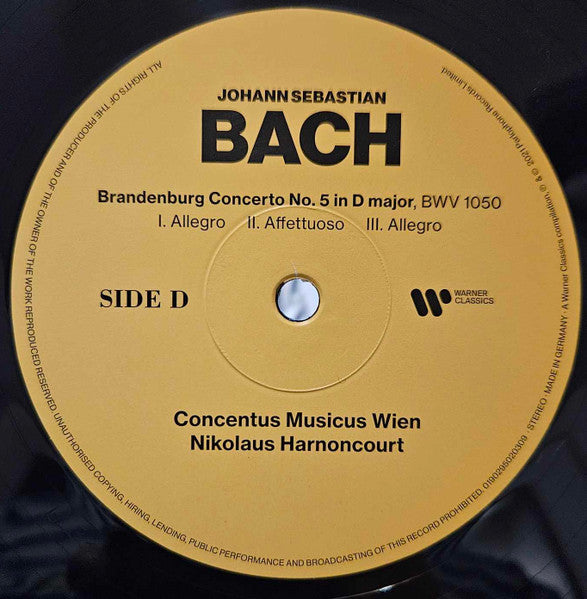 JOHANN SEBASTIAN
BACH
Brandenburg Concerto No. 5 in D major, BWV 1050
I. Allegro II. Affettuoso III. Allegro
SIDE D
WARNER
CLASSICS
Concentus Musicus Wien
Nikolaus Harnoncourt
ALL RIGHTS OF THE PRODUCER AND OF THE OWNER OF THE WORK REPRODUCED RESERVED. UNAUTHORISED COPYING, HIRING, LENDING, PUBLIC PERFORMANCE AND BROADCASTING OF THIS RECORD PROHIBITED. 0190295020309 · STEREO · MADE IN GERMANY · A Warner Classics compilation, ℗ & © 2021 Parlophone Records Limited.